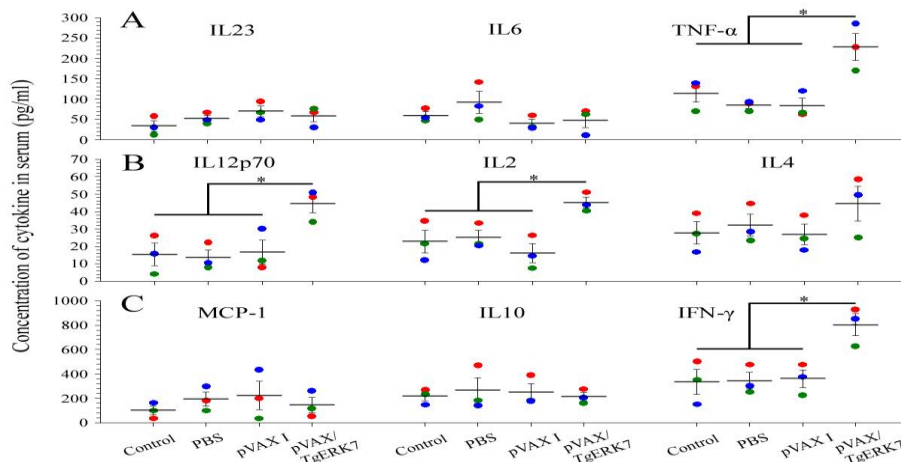 A
IL23
IL6
TNF-α
*
300
250
200
150
100
50
0
B
IL12p70
*
IL2
*
IL4
70
60
50
40
30
20
10
0
C
MCP-1
IL10
IFN-γ
*
1000
800
600
400
200
0
Concentration of cytokine in serum (pg/ml)
Control
PBS
pVAX I
pVAX/
TgERK7
Control
PBS
pVAX I
pVAX/
TgERK7
Control
PBS
pVAX I
pVAX/
TgERK7